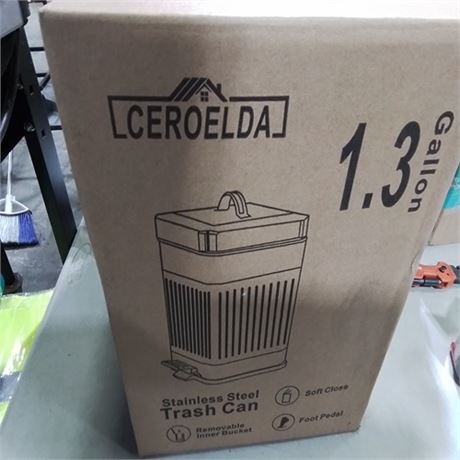 CEROELDA
1.3 Gallon
Stainless Steel
Trash Can
Soft Close
Removable
Inner Bucket
Foot Pedal